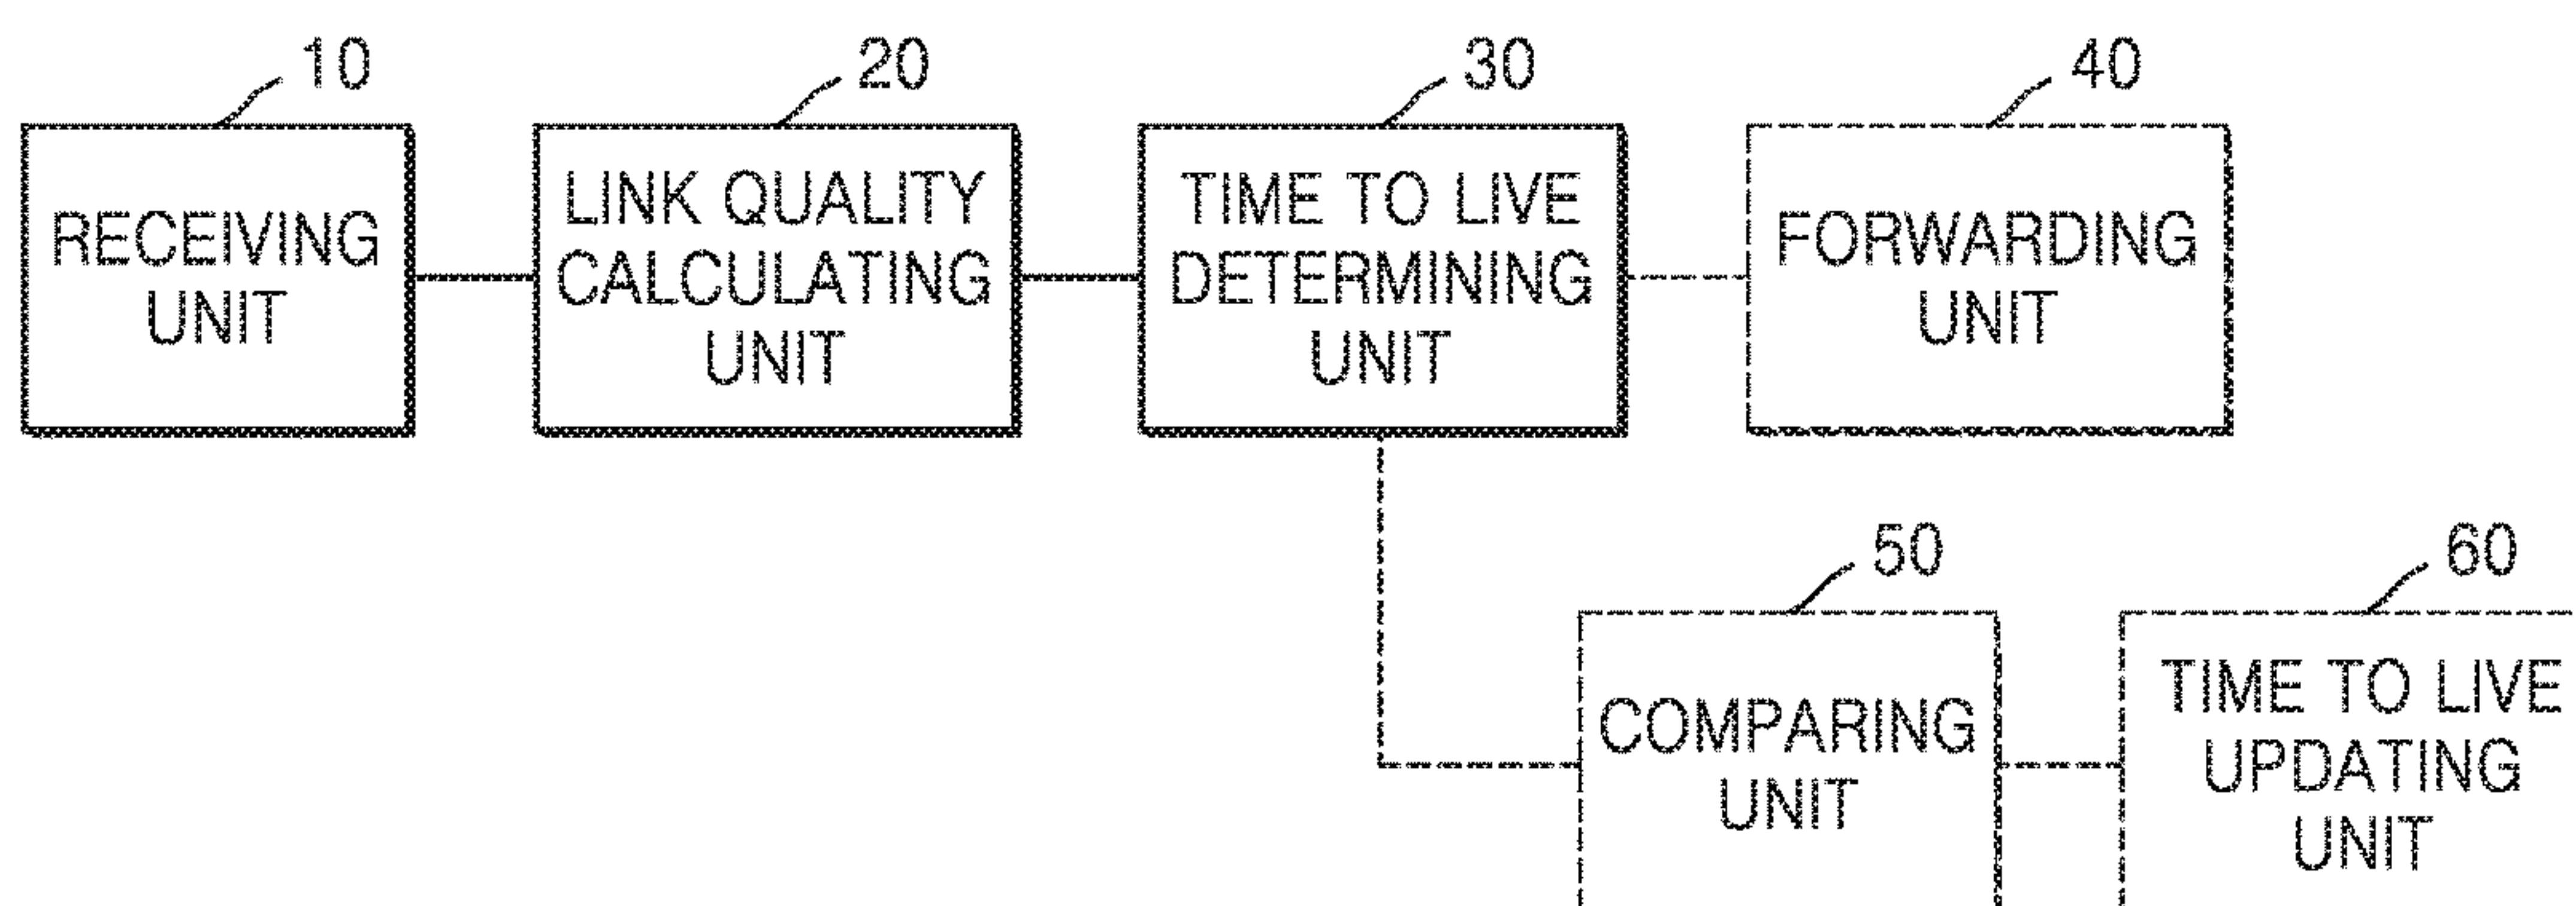 10
RECEIVING
UNIT
20
LINK QUALITY
CALCULATING
UNIT
30
TIME TO LIVE
DETERMINING
UNIT
40
FORWARDING
UNIT
50
COMPARING
UNIT
60
TIME TO LIVE
UPDATING
UNIT